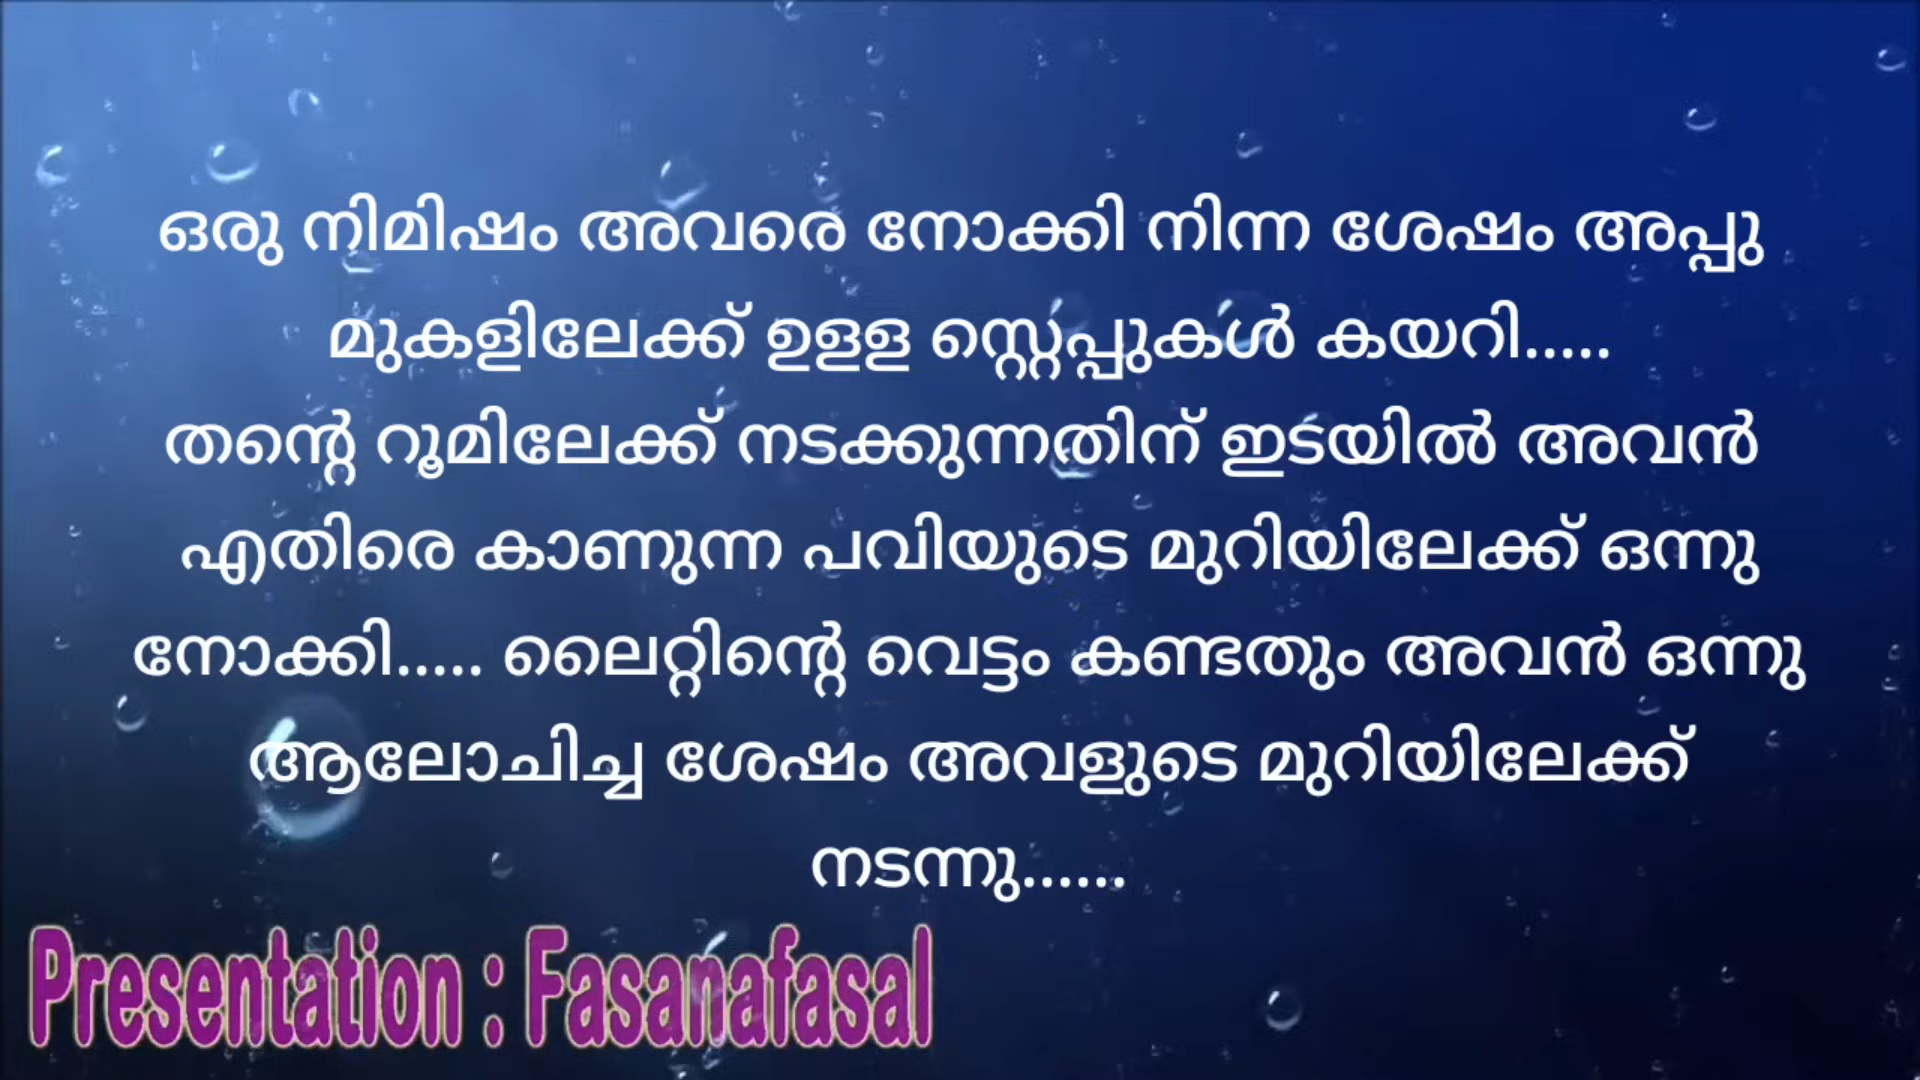 ഒരു നിമിഷം അവരെ നോക്കി നിന്ന ശേഷം അപ്പു
മുകളിലേക്ക് ഉളള സ്റ്റെപ്പുകൾ കയറി.....
തന്റെ റൂമിലേക്ക് നടക്കുന്നതിന് ഇടയിൽ അവൻ
എതിരെ കാണുന്ന പവിയുടെ മുറിയിലേക്ക് ഒന്നു
നോക്കി..... ലൈറ്റിന്റെ വെട്ടം കണ്ടതും അവൻ ഒന്നു
ആലോചിച്ച ശേഷം അവളുടെ മുറിയിലേക്ക്
നടന്നു......
Presentation : Fasanafasal